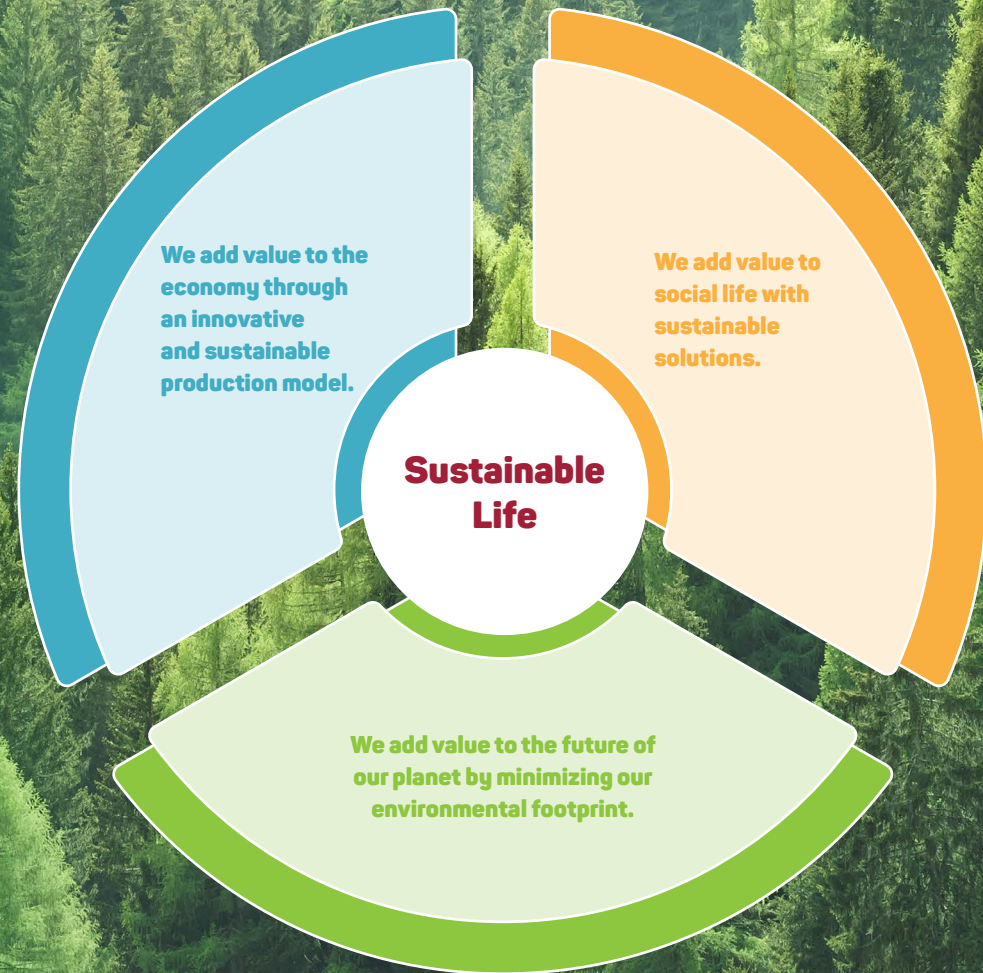 We add value to the
economy through
an innovative
and sustainable
production model.
We add value to
social life with
sustainable
solutions.
Sustainable
Life
We add value to the future of
our planet by minimizing our
environmental footprint.